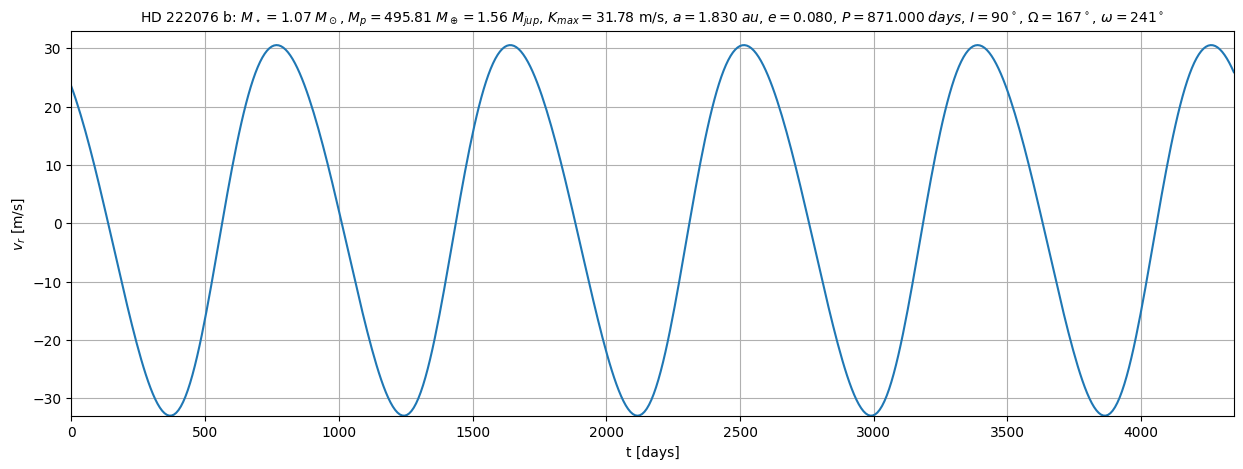 HD 222076 b: M⋆ = 1.07 M⊙, Mp = 495.81 M⊕ = 1.56 Mjup, Kmax = 31.78 m/s, a = 1.830 au, e = 0.080, P = 871.000 days, I = 90°, Ω = 167°, ω = 241°
30
20
10
0
−10
−20
−30
vr [m/s]
0 500 1000 1500 2000 2500 3000 3500 4000
t [days]